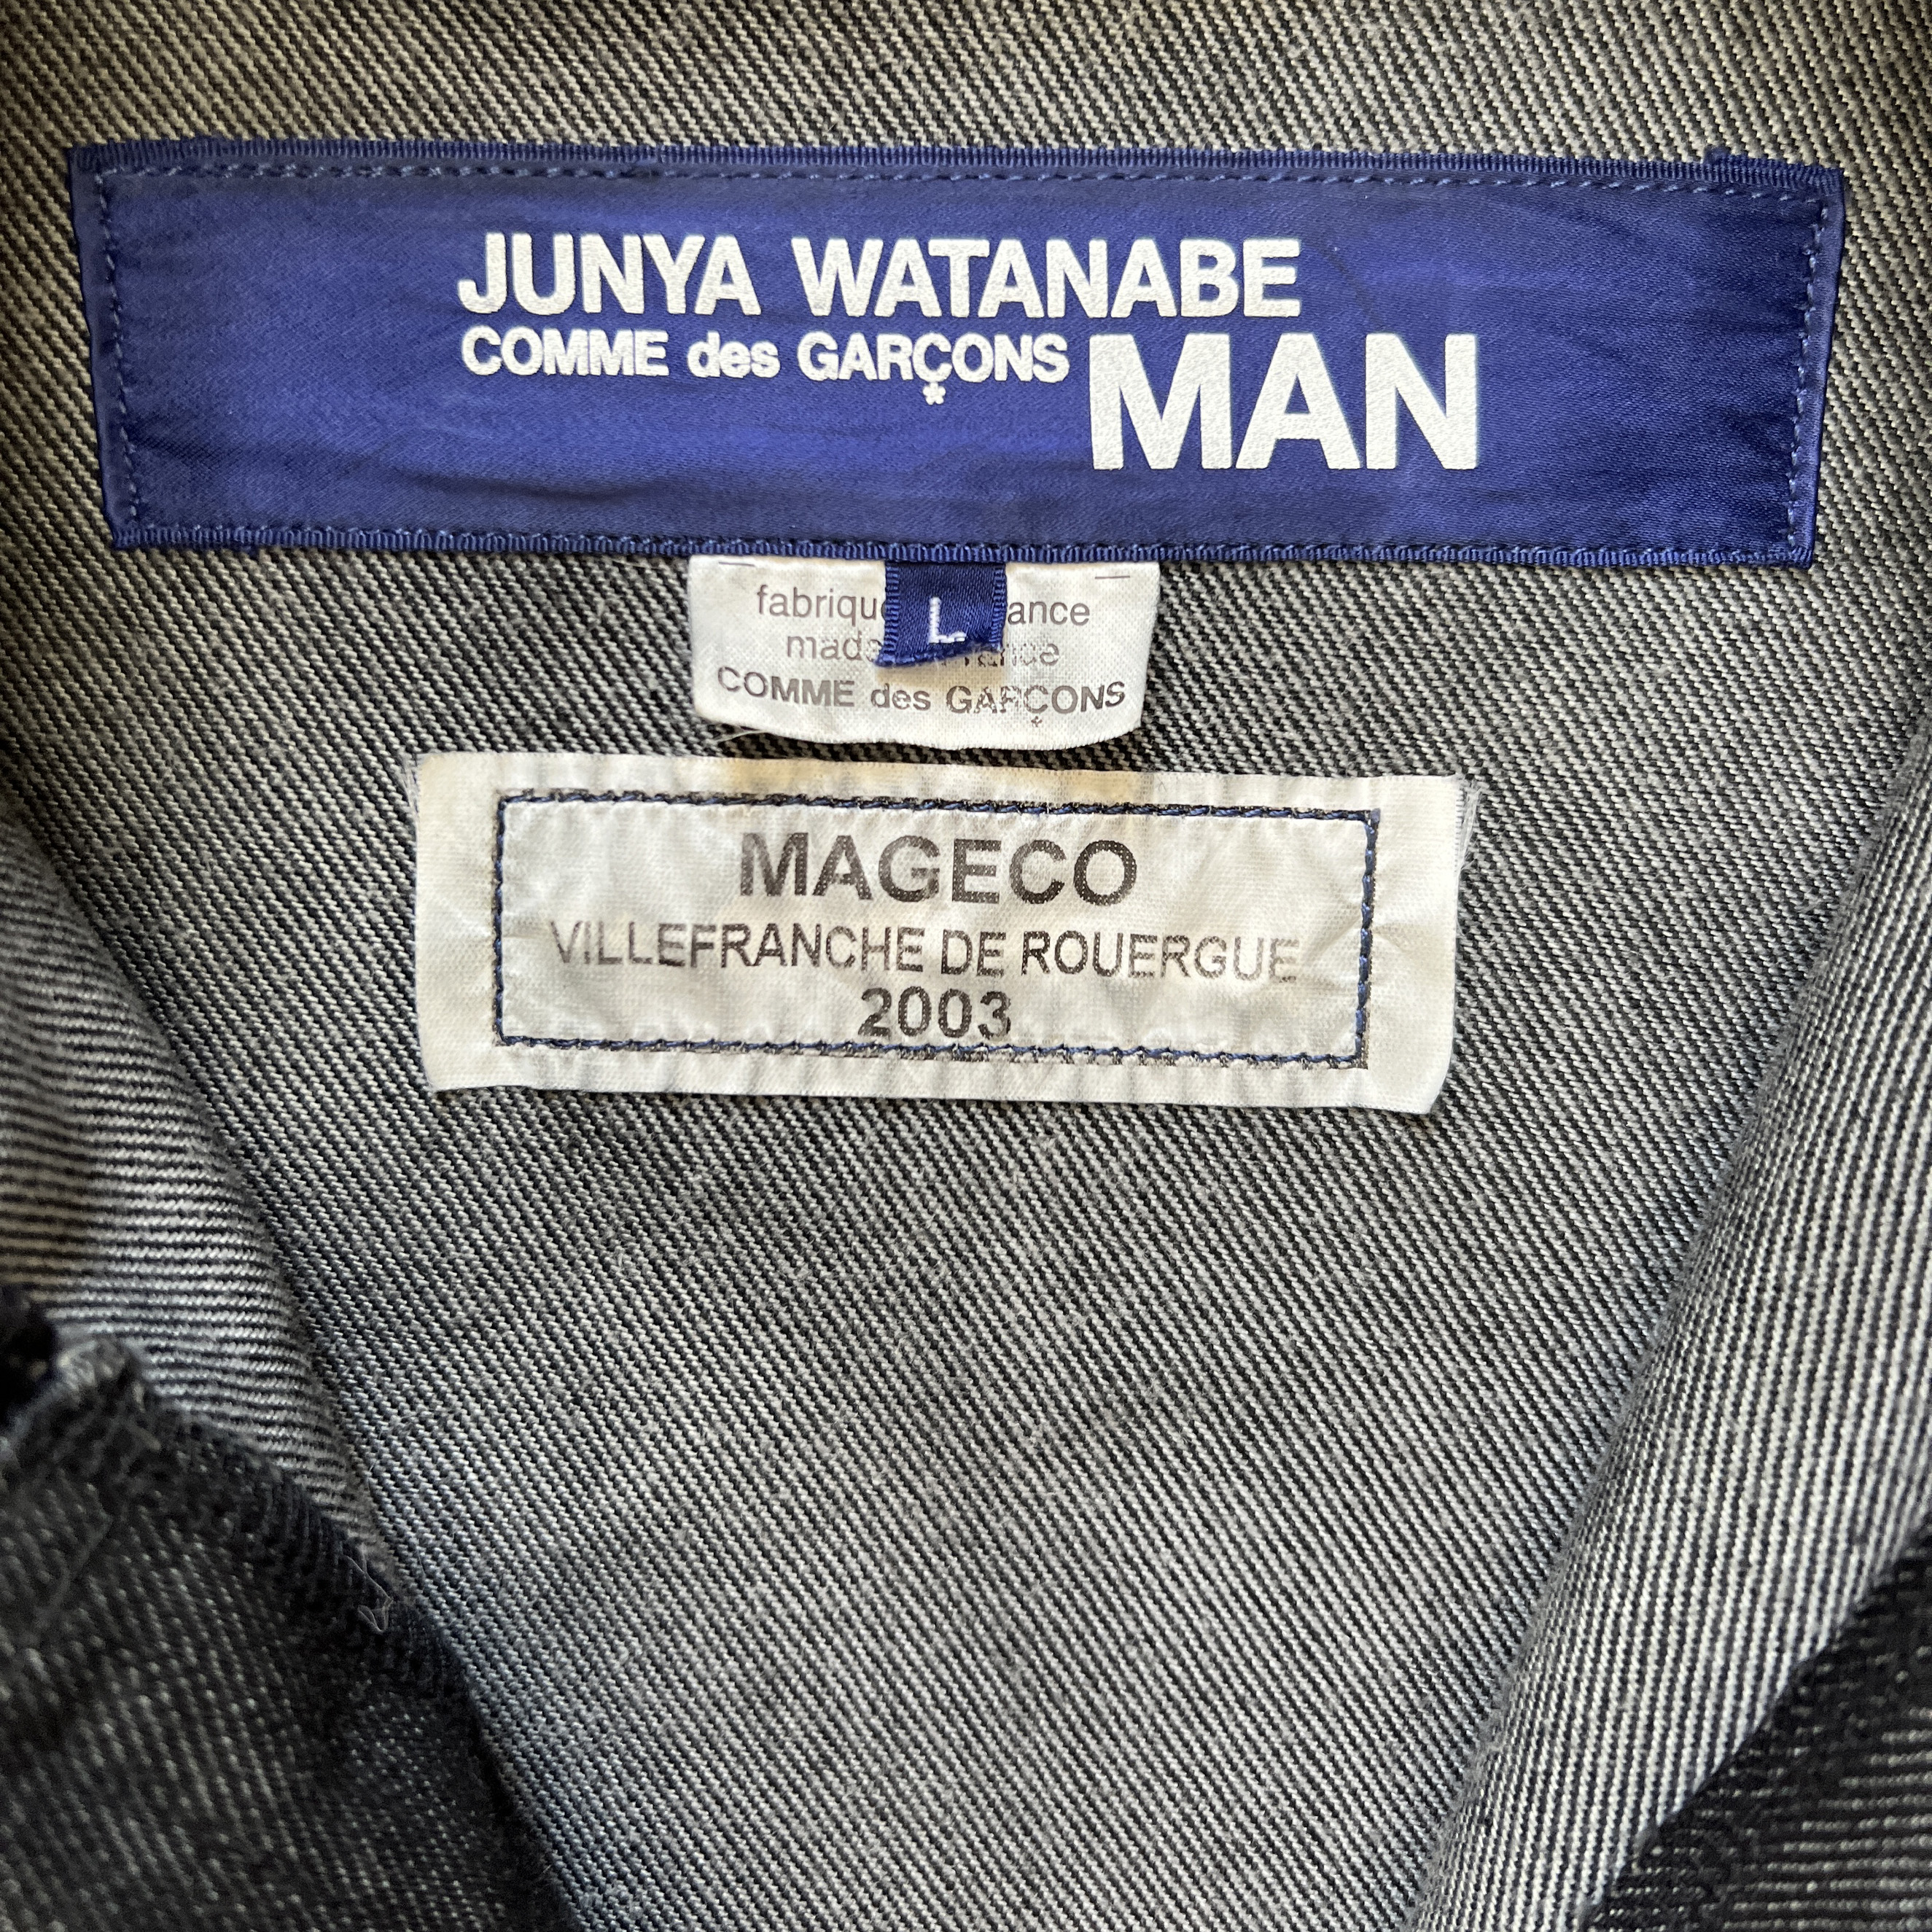 JUNYA WATANABE
COMME des GARÇONS MAN
L
COMME des GARÇONS
MAGECO
VILLEFRANCHE DE ROUERGUE
2003